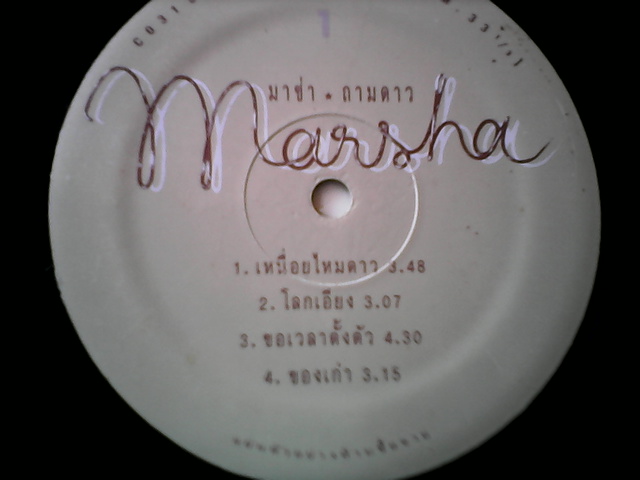 1
มาช่า ★ ถามดาว
Marsha
1. เหนื่อยไหมดาว 3.48
2. โลกเอียง 3.07
3. ขอเวลาตั้งตัว 4.30
4. ของเก่า 3.15